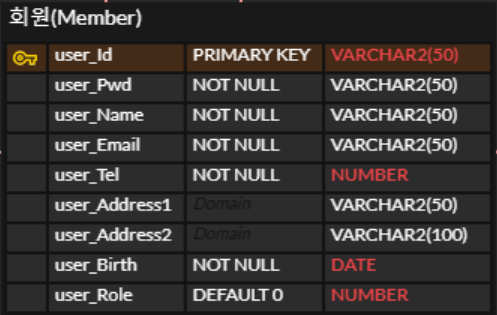 회원(Member)
user_Id PRIMARY KEY VARCHAR2(50)
user_Pwd NOT NULL VARCHAR2(50)
user_Name NOT NULL VARCHAR2(50)
user_Email NOT NULL VARCHAR2(50)
user_Tel NOT NULL NUMBER
user_Address1 Domain VARCHAR2(50)
user_Address2 Domain VARCHAR2(100)
user_Birth NOT NULL DATE
user_Role DEFAULT 0 NUMBER